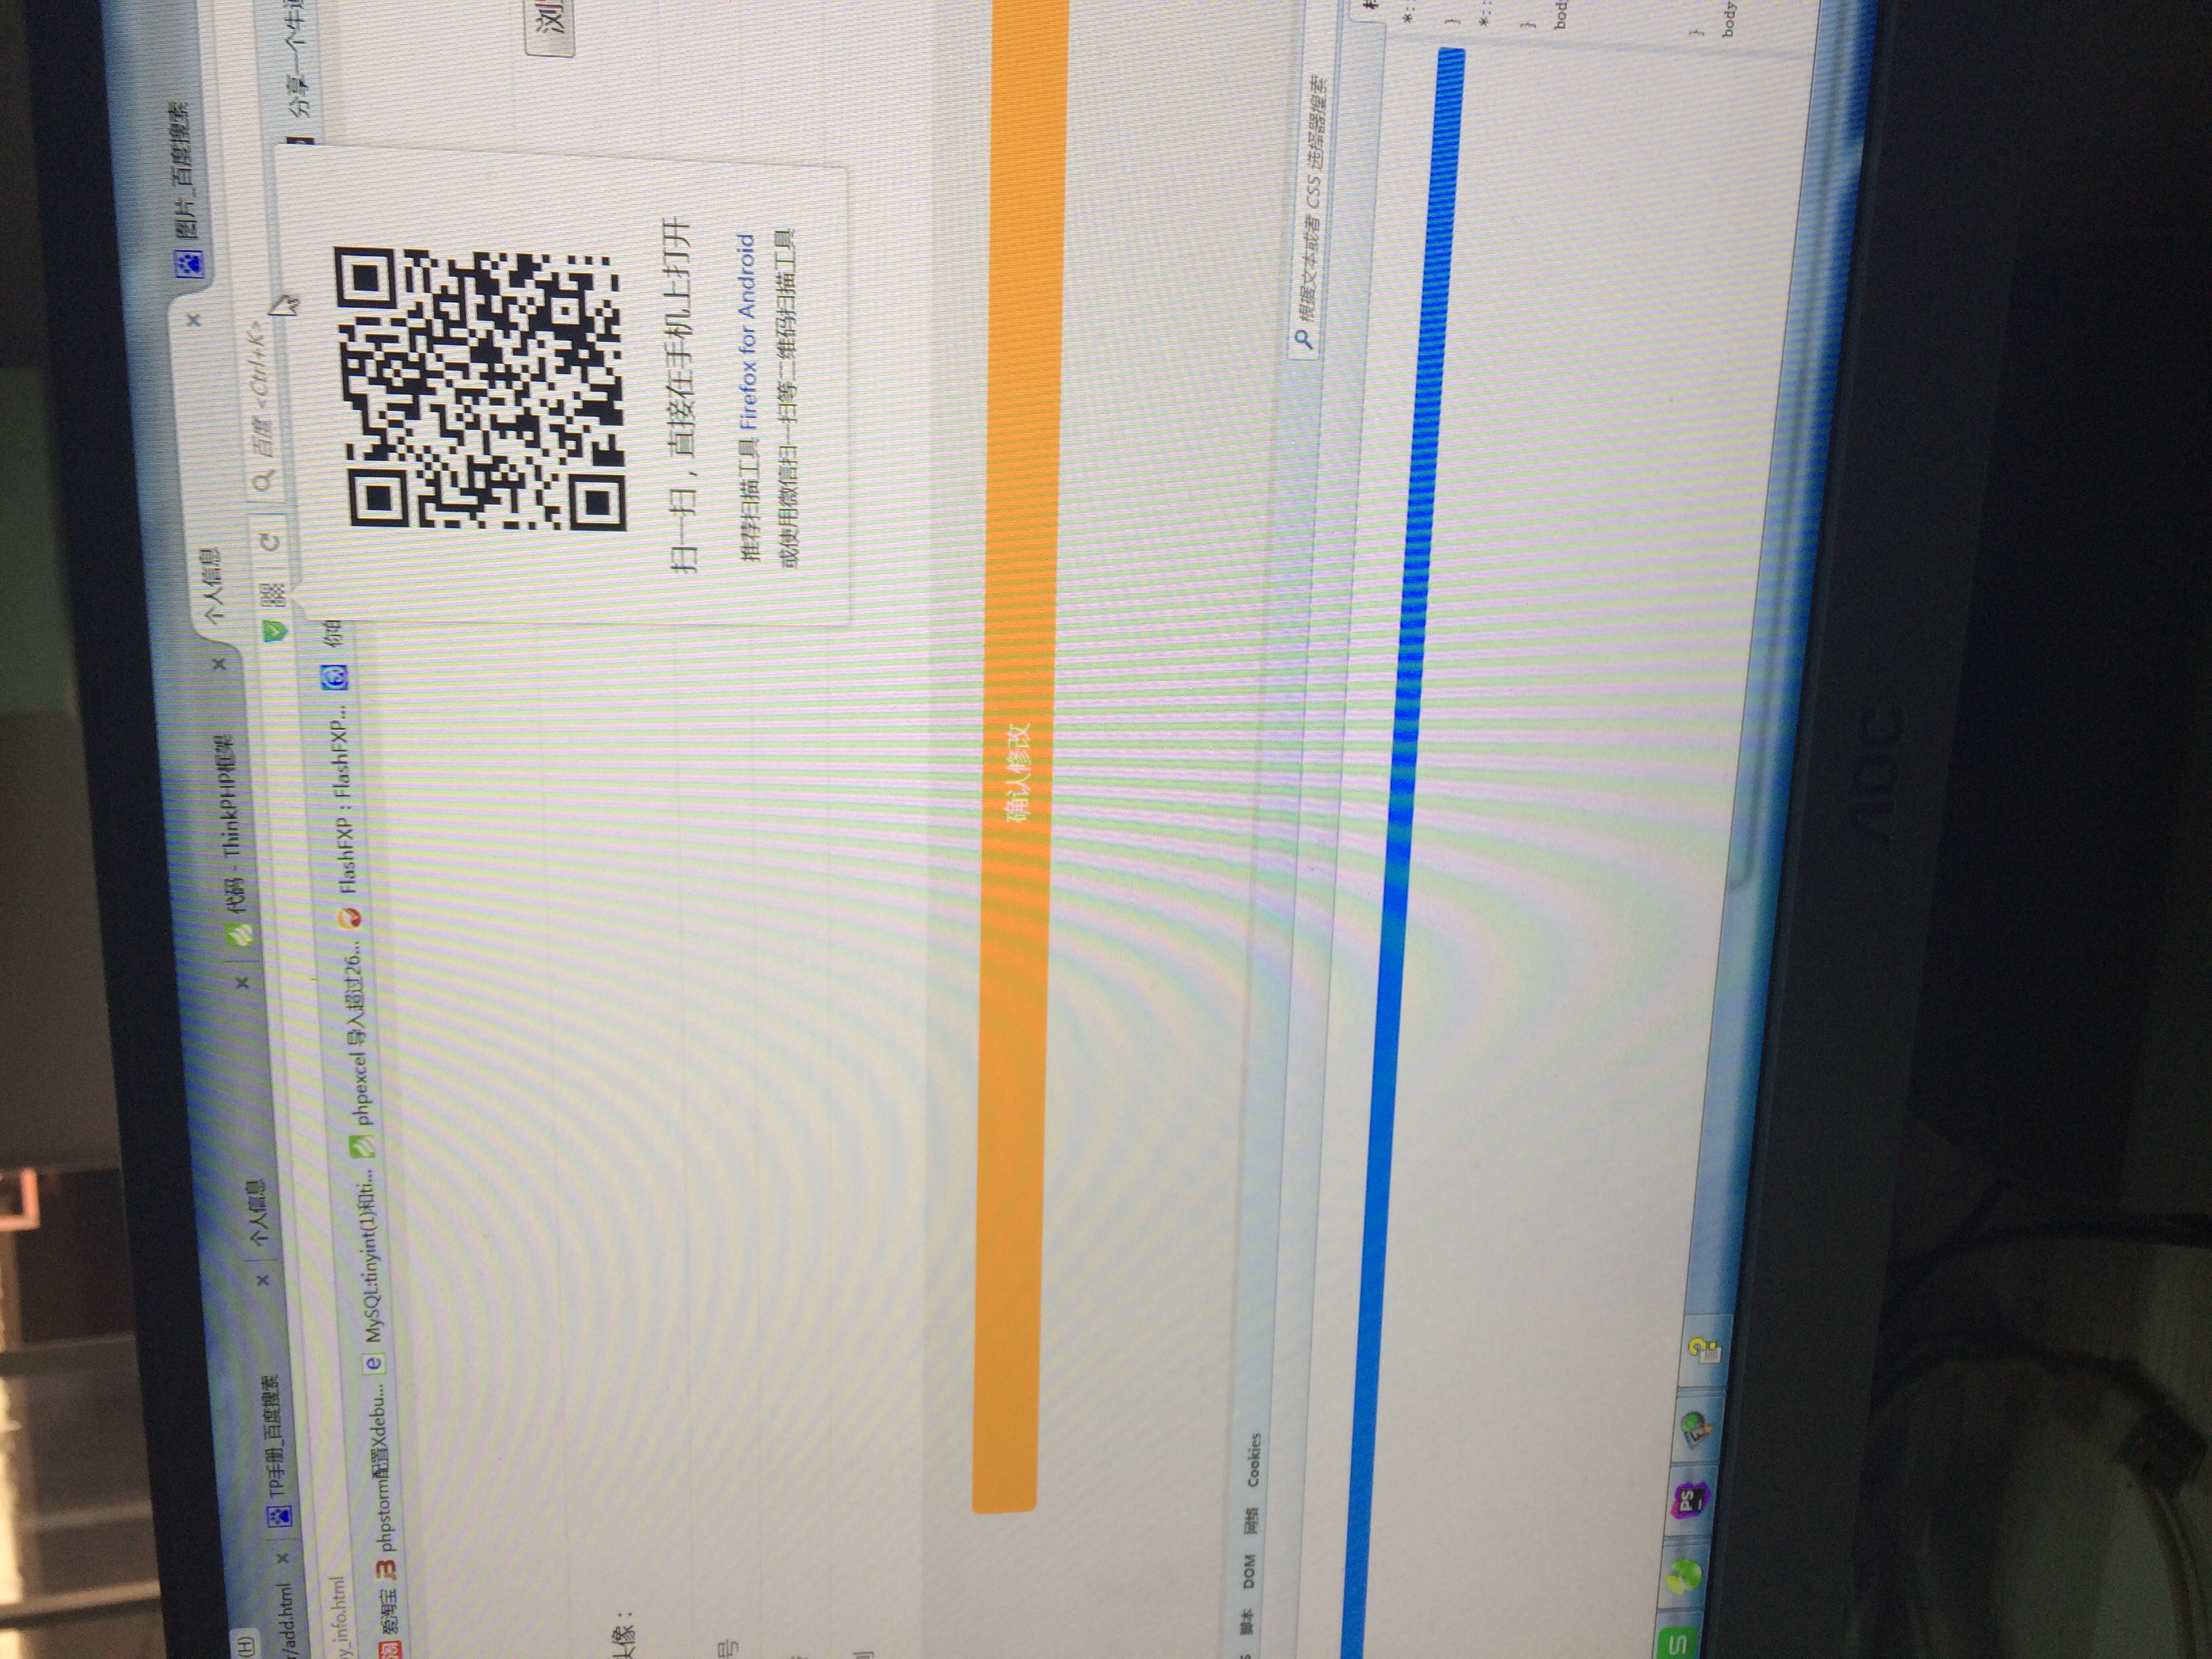 (H)
r/add.html
TP手册_百度搜索
个人信息
代码 - ThinkPHP框架
个人信息
图片_百度搜索
y_info.html
百度 <Ctrl+K>
淘 爱淘宝
phpstorm配置Xdebu...
MySQL:tinyint(1)和ti...
phpexcel 导入超过26...
FlashFXP : FlashFXP...
分享一个牛
头像：
号
扫一扫，直接在手机上打开
推荐扫描工具 Firefox for Android
或使用微信扫一扫等二维码扫描工具
确认修改
脚本 DOM 网络 Cookies
根据文本或者 CSS 选择器搜索
*:
}
*::
}
body
}
body
PS
AOC